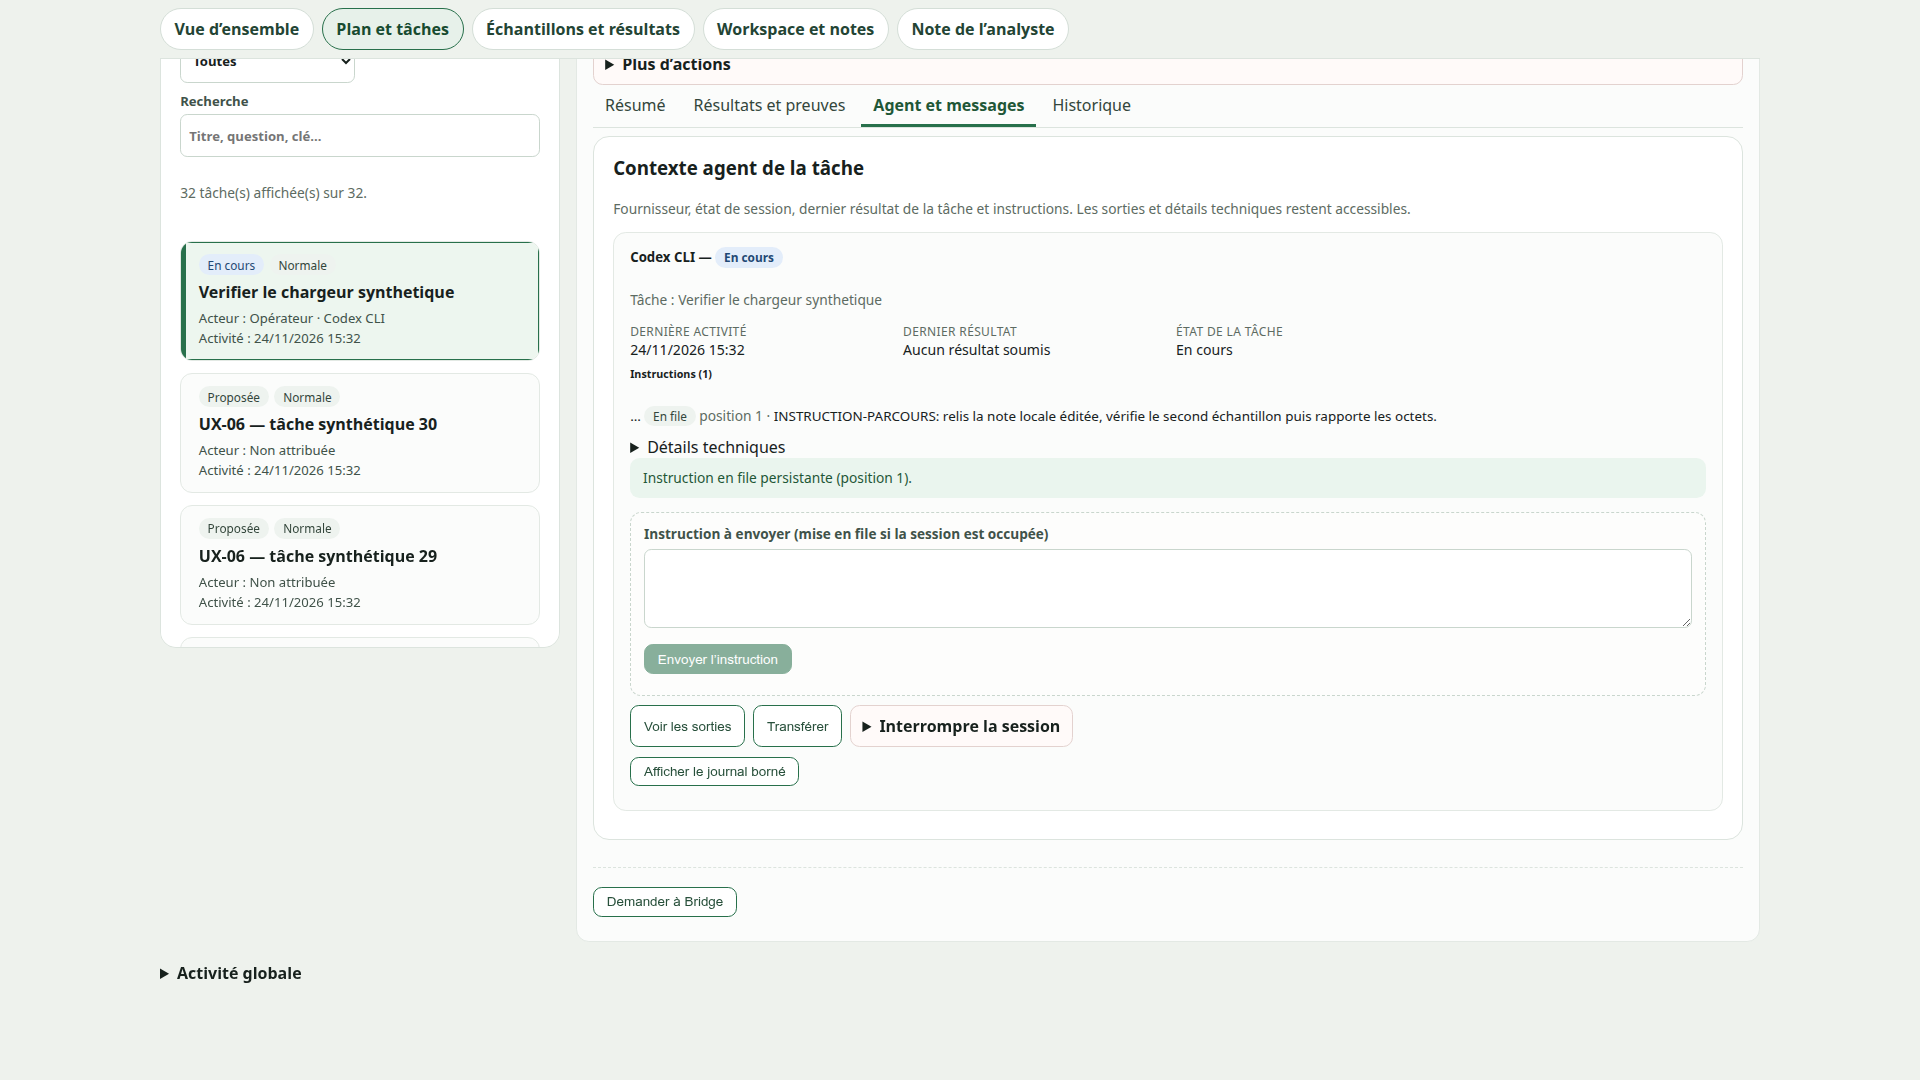 Vue d’ensemble
Plan et tâches
Échantillons et résultats
Workspace et notes
Note de l’analyste
Toutes
Recherche
Titre, question, clé...
32 tâche(s) affichée(s) sur 32.
En cours Normale
Verifier le chargeur synthetique
Acteur : Opérateur · Codex CLI
Activité : 24/11/2026 15:32
Proposée Normale
UX-06 — tâche synthétique 30
Acteur : Non attribuée
Activité : 24/11/2026 15:32
Proposée Normale
UX-06 — tâche synthétique 29
Acteur : Non attribuée
Activité : 24/11/2026 15:32
Plus d’actions
Résumé
Résultats et preuves
Agent et messages
Historique
Contexte agent de la tâche
Fournisseur, état de session, dernier résultat de la tâche et instructions. Les sorties et détails techniques restent accessibles.
Codex CLI — En cours
Tâche : Verifier le chargeur synthetique
DERNIÈRE ACTIVITÉ
24/11/2026 15:32
DERNIER RÉSULTAT
Aucun résultat soumis
ÉTAT DE LA TÂCHE
En cours
Instructions (1)
... En file position 1 · INSTRUCTION-PARCOURS: relis la note locale éditée, vérifie le second échantillon puis rapporte les octets.
Détails techniques
Instruction en file persistante (position 1).
Instruction à envoyer (mise en file si la session est occupée)
Envoyer l’instruction
Voir les sorties
Transférer
Interrompre la session
Afficher le journal borné
Demander à Bridge
Activité globale